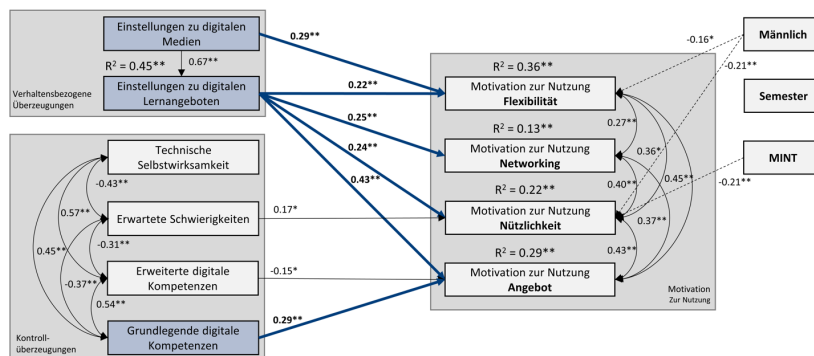 Einstellungen zu digitalen
Medien
R² = 0.45**
0.67**
Einstellungen zu digitalen
Lernangeboten
Verhaltensbezogene
Überzeugungen
Technische
Selbstwirksamkeit
-0.43**
0.57**
Erwartete Schwierigkeiten
-0.31**
0.45**
-0.37**
Erweiterte digitale
Kompetenzen
0.54**
Grundlegende digitale
Kompetenzen
Kontroll-
überzeugungen
0.29**
0.22**
0.25**
0.24**
0.43**
0.17*
-0.15*
0.29**
R² = 0.36**
Motivation zur Nutzung
Flexibilität
R² = 0.13**
Motivation zur Nutzung
Networking
R² = 0.22**
Motivation zur Nutzung
Nützlichkeit
R² = 0.29**
Motivation zur Nutzung
Angebot
0.27**
0.36*
0.45**
0.40**
0.37**
0.43**
Motivation
Zur Nutzung
-0.16*
-0.21**
-0.21**
Männlich
Semester
MINT